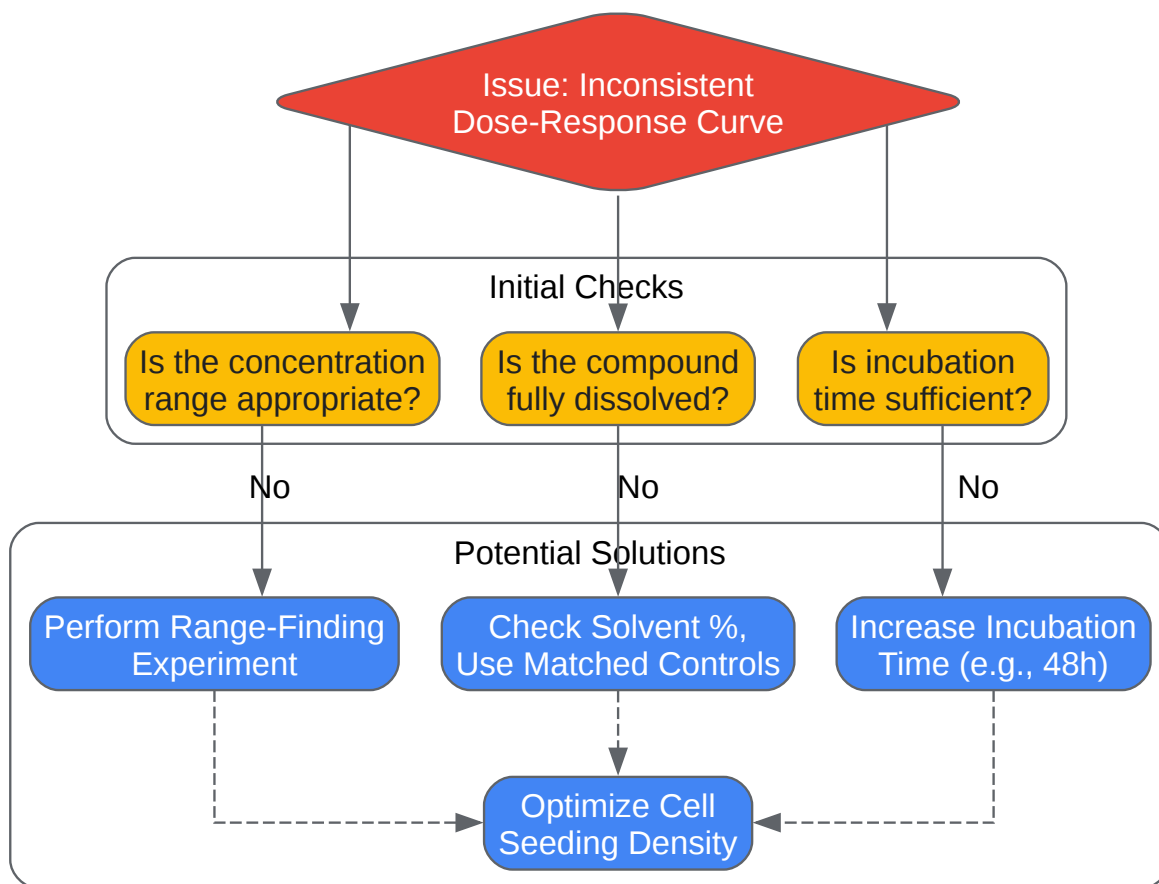 Issue: Inconsistent
Dose-Response Curve
Initial Checks
Is the concentration
range appropriate?
Is the compound
fully dissolved?
Is incubation
time sufficient?
No
No
No
Potential Solutions
Perform Range-Finding
Experiment
Check Solvent %,
Use Matched Controls
Increase Incubation
Time (e.g., 48h)
Optimize Cell
Seeding Density